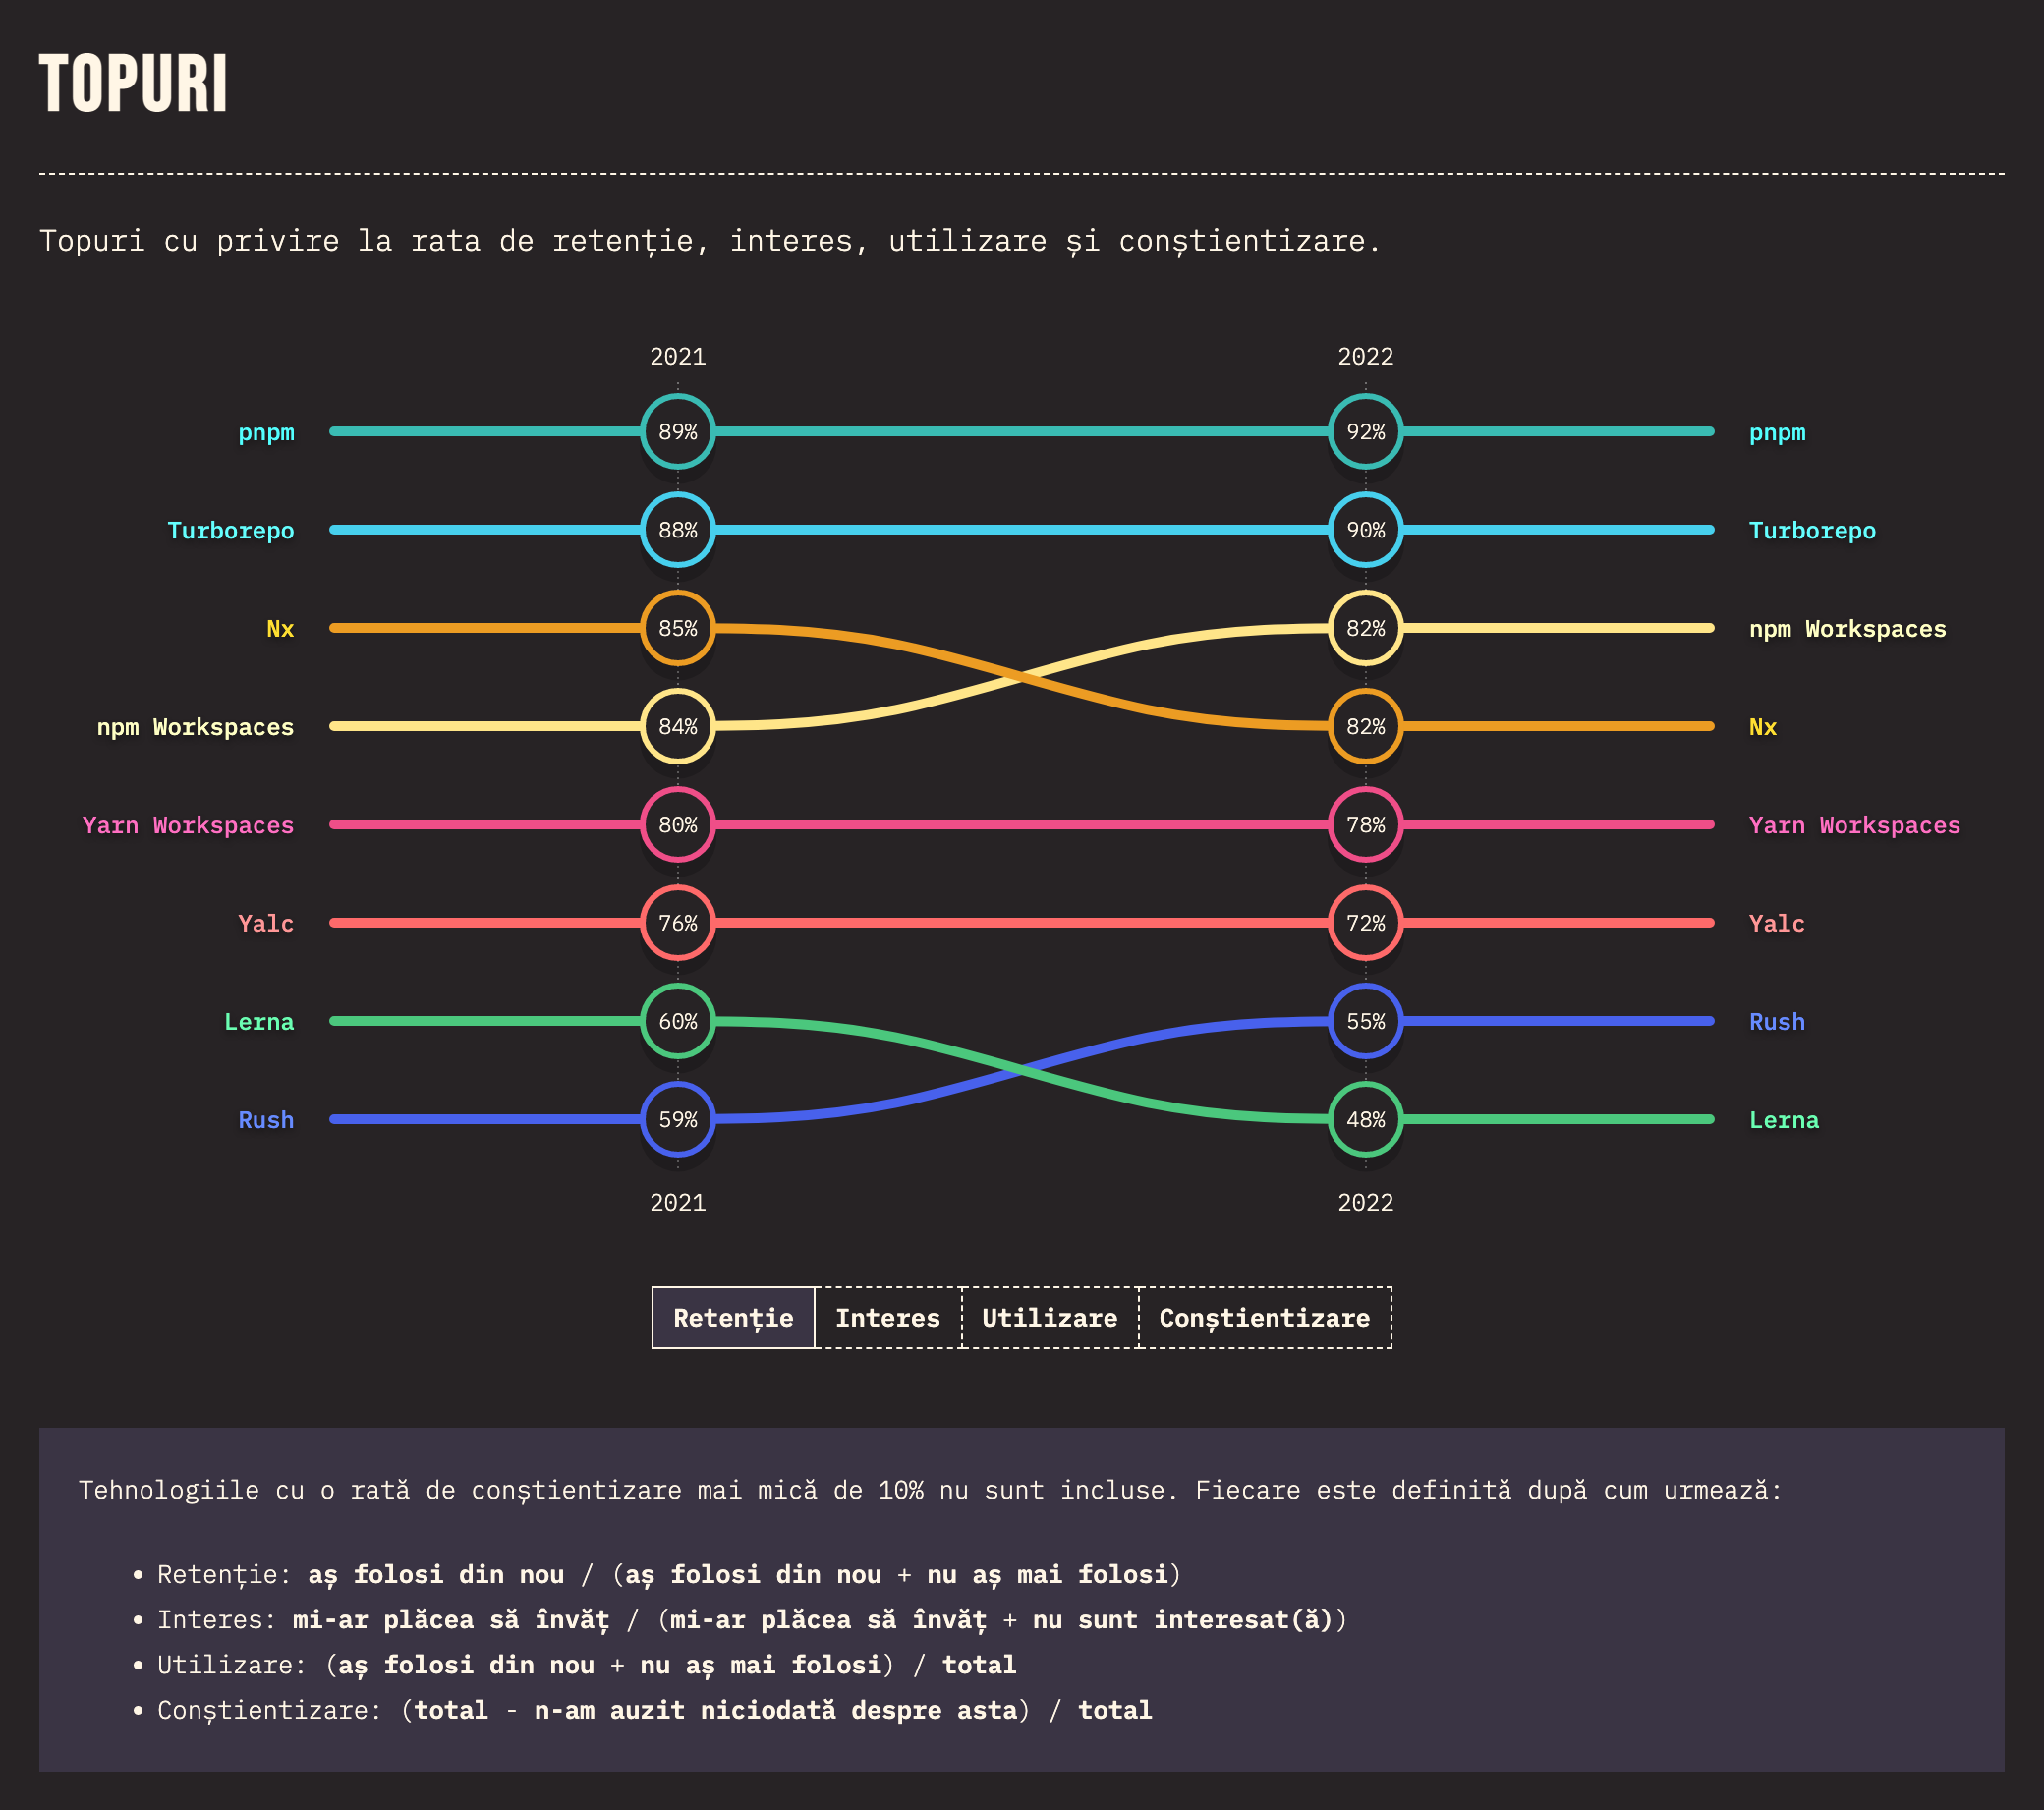 TOPURI
Topuri cu privire la rata de retenție, interes, utilizare și conștientizare.
2021 2022
pnpm 89% 92% pnpm
Turborepo 88% 90% Turborepo
Nx 85% 82% npm Workspaces
npm Workspaces 84% 82% Nx
Yarn Workspaces 80% 78% Yarn Workspaces
Yalc 76% 72% Yalc
Lerna 60% 55% Rush
Rush 59% 48% Lerna
2021 2022
Retenție Interes Utilizare Conștientizare
Tehnologiile cu o rată de conștientizare mai mică de 10% nu sunt incluse. Fiecare este definită după cum urmează:
• Retenție: aș folosi din nou / (aș folosi din nou + nu aș mai folosi)
• Interes: mi-ar plăcea să învăț / (mi-ar plăcea să învăț + nu sunt interesat(ă))
• Utilizare: (aș folosi din nou + nu aș mai folosi) / total
• Conștientizare: (total - n-am auzit niciodată despre asta) / total